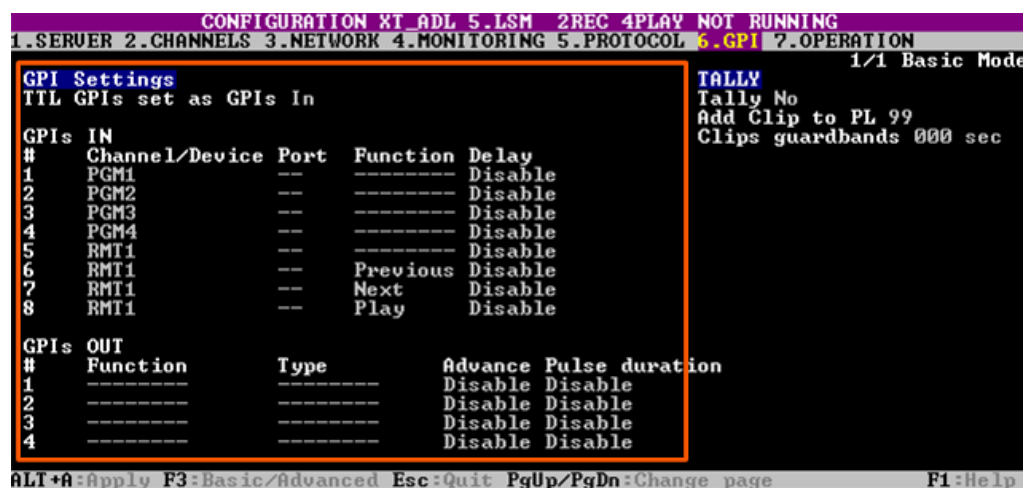 CONFIGURATION XT_ADL 5.LSM 2REC 4PLAY NOT RUNNING
1.SERVER 2.CHANNELS 3.NETWORK 4.MONITORING 5.PROTOCOL 6.GPI 7.OPERATION
1/1 Basic Mode
GPI Settings
TTL GPIs set as GPIs In
GPIs IN
# Channel/Device Port Function Delay
1 PGM1 -- -------- Disable
2 PGM2 -- -------- Disable
3 PGM3 -- -------- Disable
4 PGM4 -- -------- Disable
5 RMT1 -- -------- Disable
6 RMT1 -- Previous Disable
7 RMT1 -- Next Disable
8 RMT1 -- Play Disable
GPIs OUT
# Function Type Advance Pulse duration
1 -------- -------- Disable Disable
2 -------- -------- Disable Disable
3 -------- -------- Disable Disable
4 -------- -------- Disable Disable
TALLY
Tally No
Add Clip to PL 99
Clips guardbands 000 sec
ALT+A:Apply F3:Basic/Advanced Esc:Quit PgUp/PgDn:Change page F1:Help